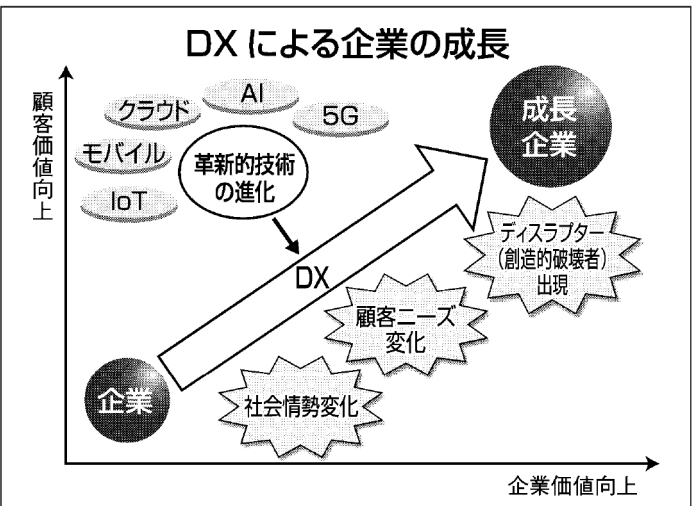 DXによる企業の成長
顧客価値向上
クラウド
AI
5G
モバイル
IoT
革新的技術
の進化
成長
企業
ディスラプター
(創造的破壊者)
出現
DX
顧客ニーズ
変化
企業
社会情勢変化
企業価値向上